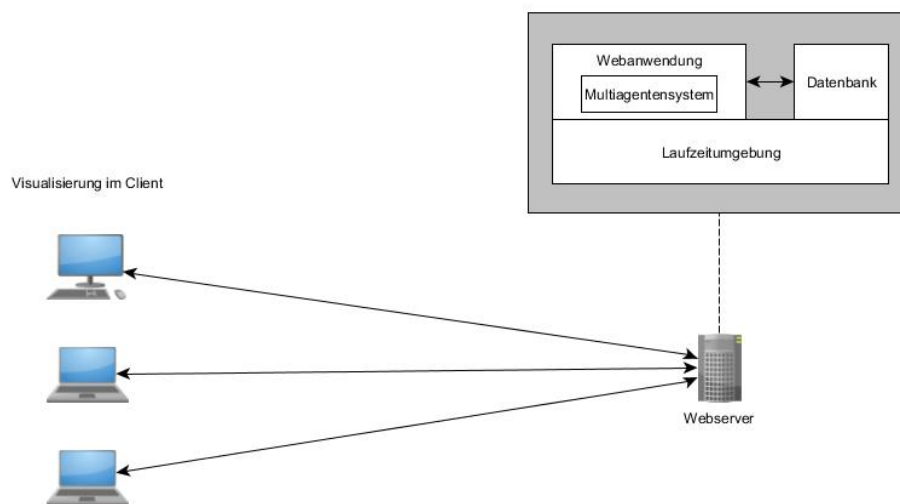 Webanwendung
Multiagentensystem
Datenbank
Laufzeitumgebung
Visualisierung im Client
Webserver